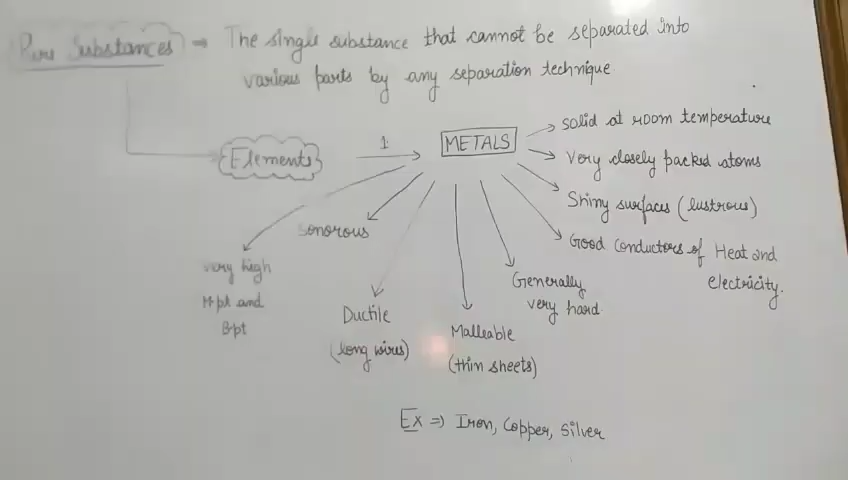 Pure Substances → The single substance that cannot be separated into
various parts by any separation technique
Elements
1
METALS
solid at room temperature
Very closely packed atoms
Shiny surfaces (lustrous)
Good conductors of Heat and
electricity.
Generally
very hard
Malleable
(thin sheets)
Ductile
(long wires)
Sonorous
very high
M.pt and
B.pt
Ex ⇒ Iron, Copper, Silver